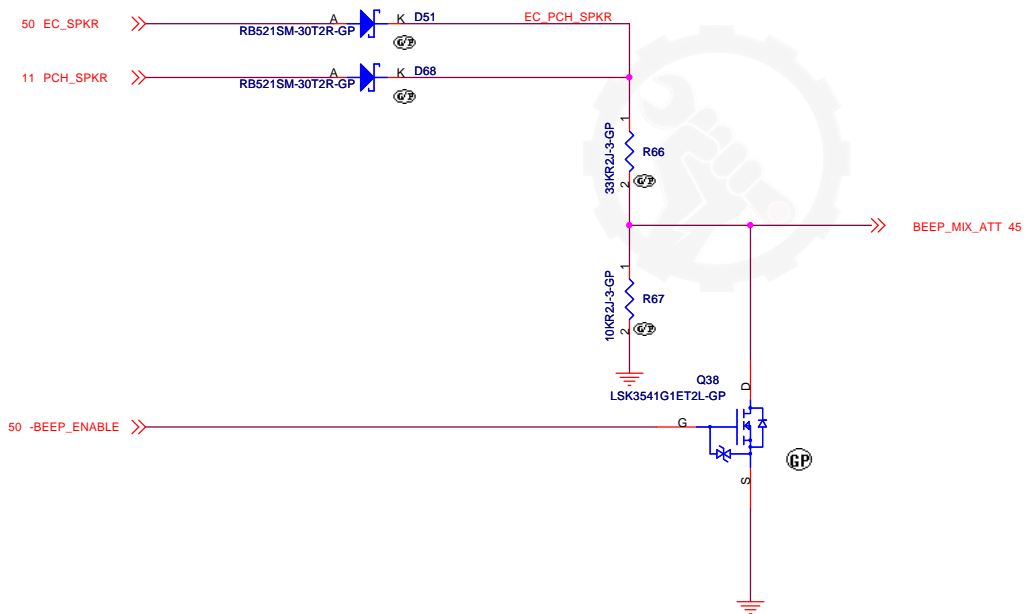 50 EC_SPKR
A
K D51
EC_PCH_SPKR
RB521SM-30T2R-GP
G/P
11 PCH_SPKR
A
K D68
RB521SM-30T2R-GP
G/P
1
33KR2J-3-GP
R66
2
G/P
BEEP_MIX_ATT 45
1
10KR2J-3-GP
R67
2
G/P
Q38
LSK3541G1ET2L-GP
D
50 -BEEP_ENABLE
G
GP
S